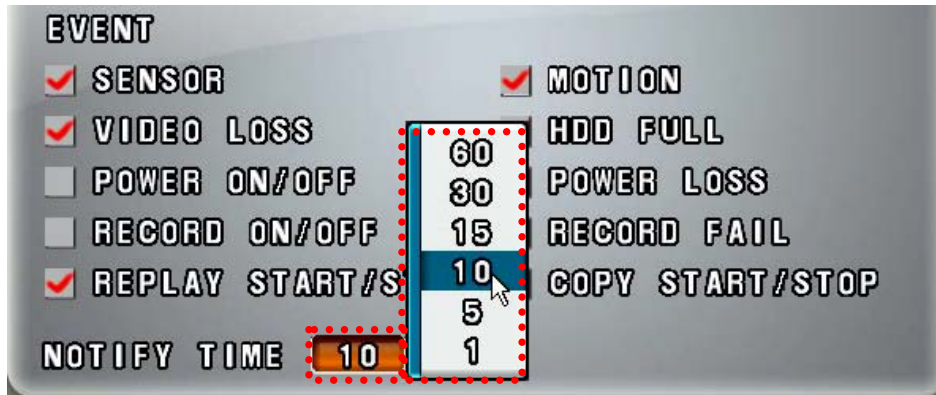 EVENT
SENSOR MOTION
VIDEO LOSS HDD FULL
POWER ON/OFF POWER LOSS
RECORD ON/OFF RECORD FAIL
REPLAY START/S COPY START/STOP
NOTIFY TIME 10
60
30
15
10
5
1